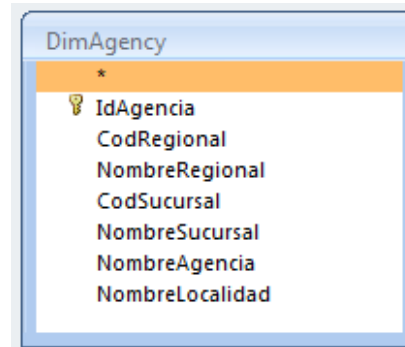 DimAgency
*
IdAgencia
CodRegional
NombreRegional
CodSucursal
NombreSucursal
NombreAgencia
NombreLocalidad